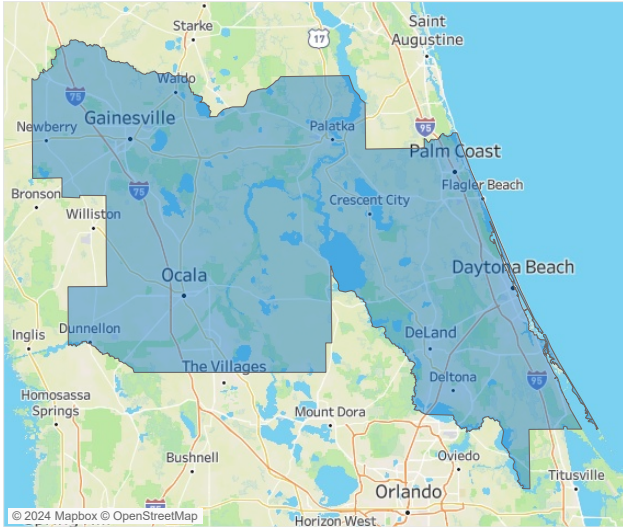 Starke
Saint
Augustine
17
Waldo
75
Newberry
Gainesville
Palatka
95
Palm Coast
Flagler Beach
75
Bronson
Crescent City
Williston
Ocala
Daytona Beach
Inglis
Dunnellon
DeLand
The Villages
Deltona
95
Homosassa
Springs
Mount Dora
Bushnell
Oviedo
Titusville
Orlando
© 2024 Mapbox © OpenStreetMap
Horizon West